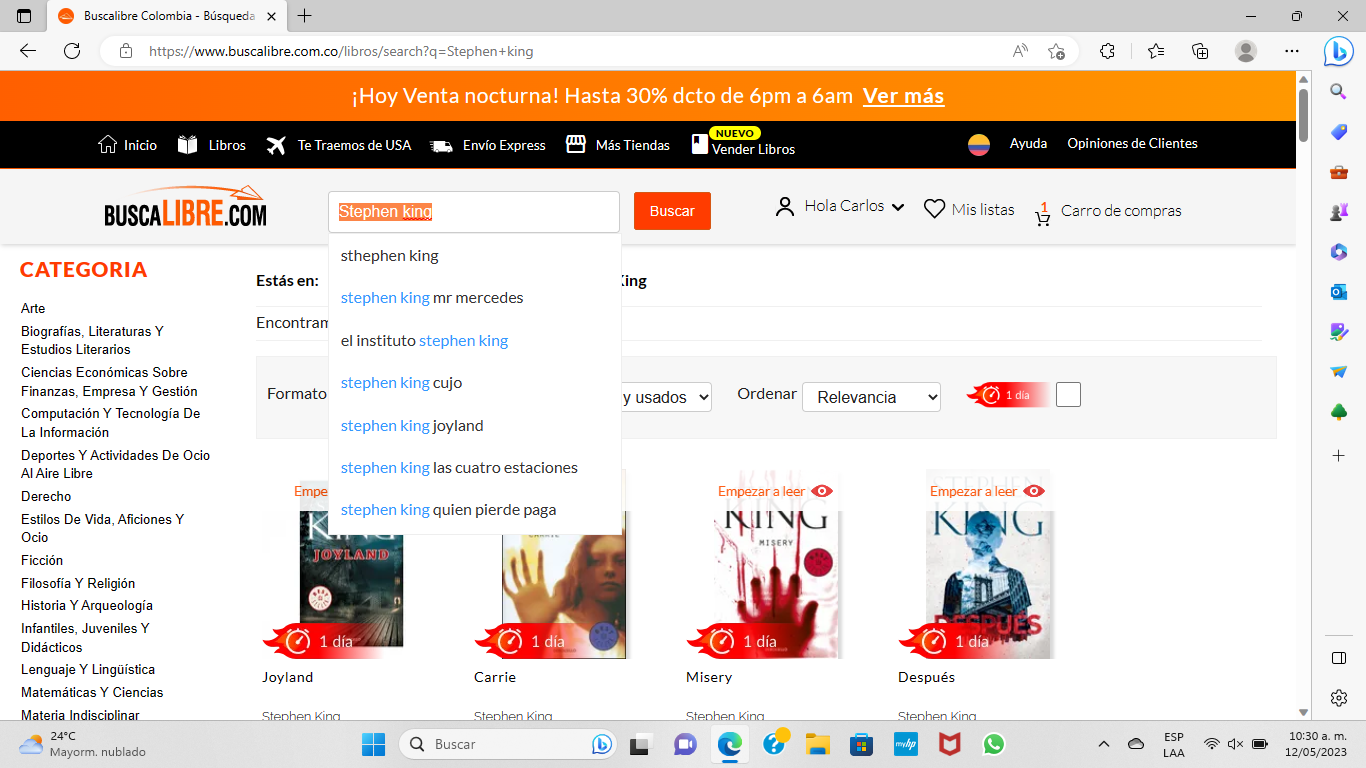 Buscalibre Colombia - Búsqueda
https://www.buscalibre.com.co/libros/search?q=Stephen+king
¡Hoy Venta nocturna! Hasta 30% dcto de 6pm a 6am Ver más
Inicio
Libros
Te Traemos de USA
Envío Express
Más Tiendas
NUEVO
Vender Libros
Ayuda
Opiniones de Clientes
BUSCALIBRE.COM
Stephen king
Buscar
Hola Carlos
Mis listas
1
Carro de compras
sthephen king
stephen king mr mercedes
el instituto stephen king
stephen king cujo
stephen king joyland
stephen king las cuatro estaciones
stephen king quien pierde paga
CATEGORIA
Arte
Biografías, Literaturas Y
Estudios Literarios
Ciencias Económicas Sobre
Finanzas, Empresa Y Gestión
Computación Y Tecnología De
La Información
Deportes Y Actividades De Ocio
Al Aire Libre
Derecho
Estilos De Vida, Aficiones Y
Ocio
Ficción
Filosofía Y Religión
Historia Y Arqueología
Infantiles, Juveniles Y
Didácticos
Lenguaje Y Lingüística
Matemáticas Y Ciencias
Materia Indisciplinar
Estás en:
King
Encontram
Formato
y usados
Ordenar
Relevancia
1 día
Empe
KING
JOYLAND
1 día
Joyland
Stephen King
CARRIE
1 día
Carrie
Stephen King
Empezar a leer
KING
MISERY
1 día
Misery
Stephen King
Empezar a leer
STEPHEN
KING
DESPUÉS
1 día
Después
Stephen King
24°C
Mayorm. nublado
Buscar
myhp
ESP
LAA
10:30 a. m.
12/05/2023